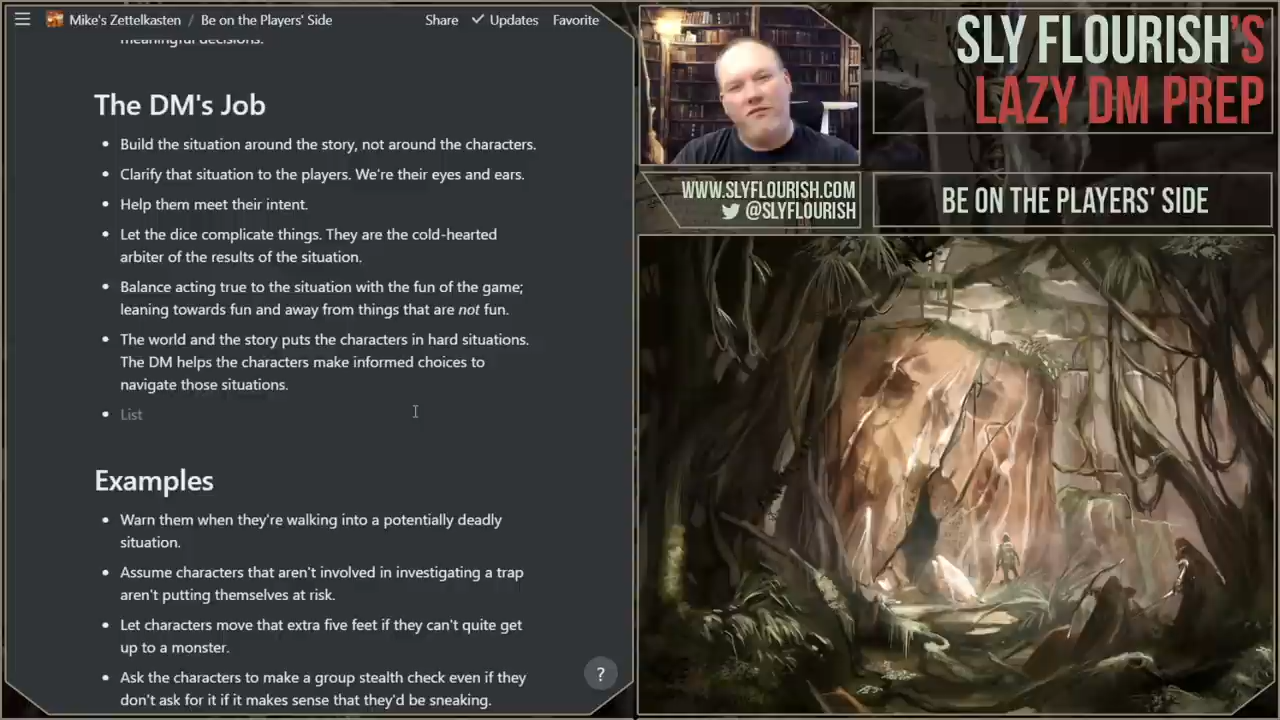 Mike's Zettelkasten / Be on the Players' Side
Share
Updates
Favorite
meaningful decisions.
The DM's Job
Build the situation around the story, not around the characters.
Clarify that situation to the players. We're their eyes and ears.
Help them meet their intent.
Let the dice complicate things. They are the cold-hearted
arbiter of the results of the situation.
Balance acting true to the situation with the fun of the game;
leaning towards fun and away from things that are not fun.
The world and the story puts the characters in hard situations.
The DM helps the characters make informed choices to
navigate those situations.
List
Examples
Warn them when they're walking into a potentially deadly
situation.
Assume characters that aren't involved in investigating a trap
aren't putting themselves at risk.
Let characters move that extra five feet if they can't quite get
up to a monster.
Ask the characters to make a group stealth check even if they
don't ask for it if it makes sense that they'd be sneaking.
?
SLY FLOURISH'S
LAZY DM PREP
WWW.SLYFLOURISH.COM
@SLYFLOURISH
BE ON THE PLAYERS' SIDE